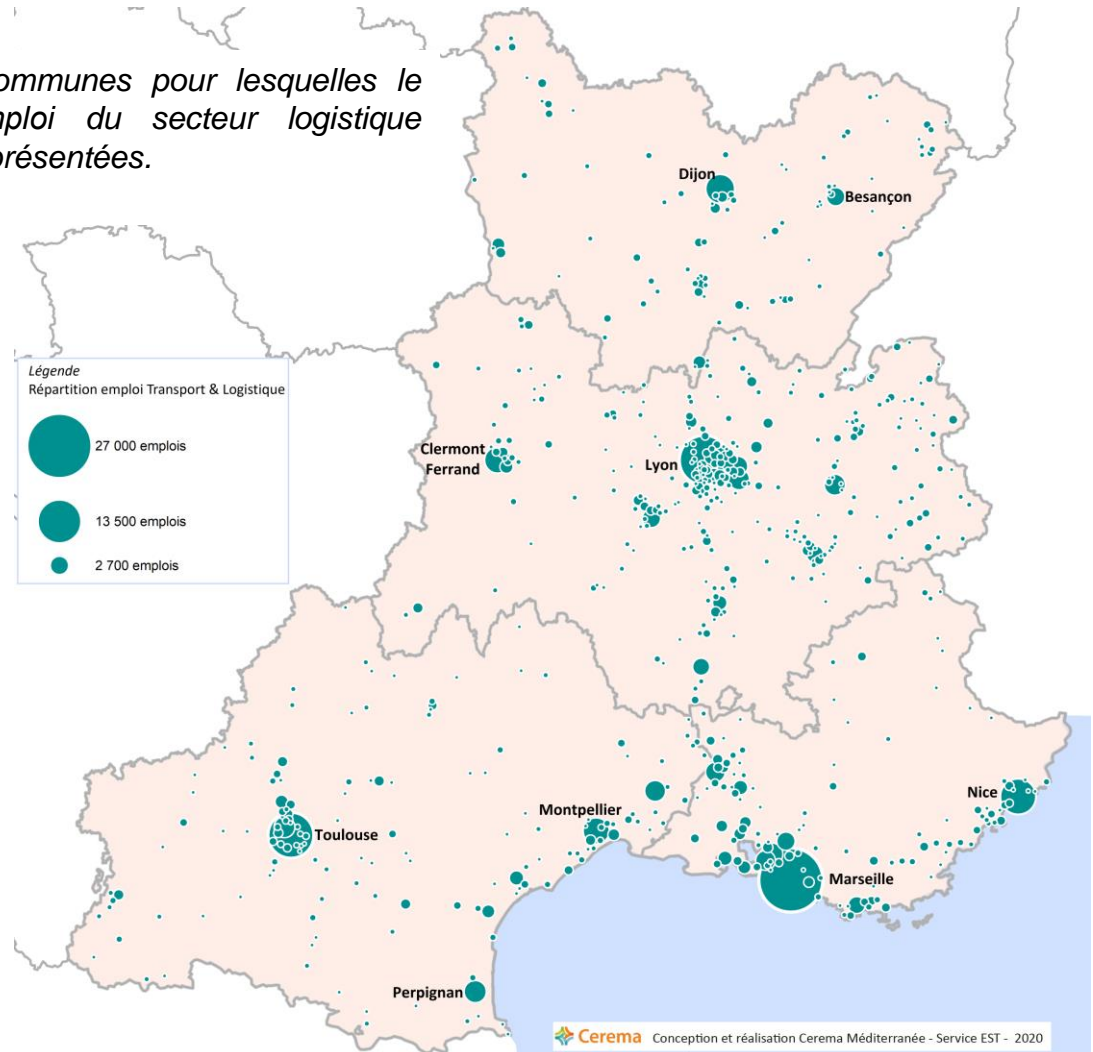 communes pour lesquelles le
mploi du secteur logistique
présentées.
Dijon
Besançon
Légende
Répartition emploi Transport & Logistique
27 000 emplois
13 500 emplois
2 700 emplois
Clermont
Ferrand
Lyon
Nice
Montpellier
Toulouse
Marseille
Perpignan
Cerema Conception et réalisation Cerema Méditerranée - Service EST - 2020